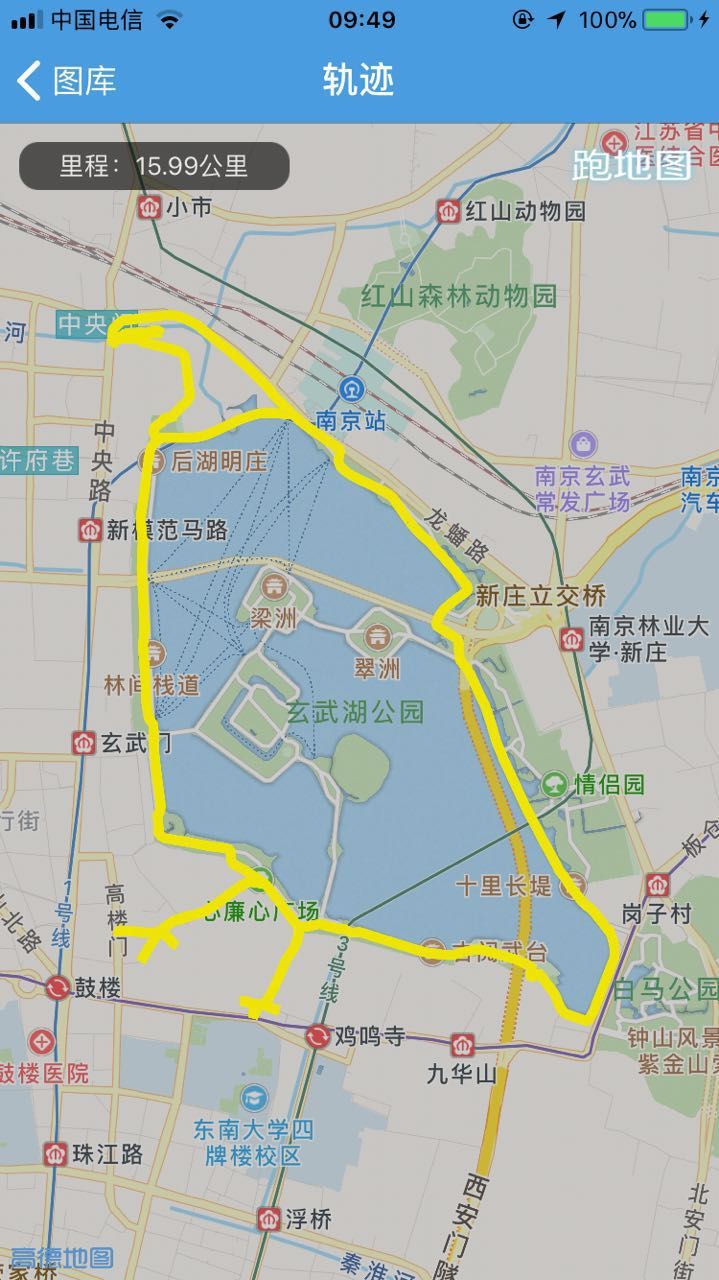 中国电信
09:49
100%
图库
轨迹
里程：15.99公里
跑地图
江苏省中
小市
红山动物园
红山森林动物园
中央
河
南京站
许府巷
中央路
后湖明庄
南京玄武
常发广场
南京
汽车
龙蟠路
新模范马路
新庄立交桥
梁洲
翠洲
南京林业大
学·新庄
林间栈道
玄武湖公园
玄武门
情侣园
行街
板仓
十里长堤
岗子村
高楼门
1号线
心廉心广场
北路
3号线
古阅武台
鼓楼
白马公园
鸡鸣寺
九华山
钟山风景
紫金山索
鼓楼医院
东南大学四
牌楼校区
珠江路
西安门隧
北安门街
浮桥
高德地图
秦淮河